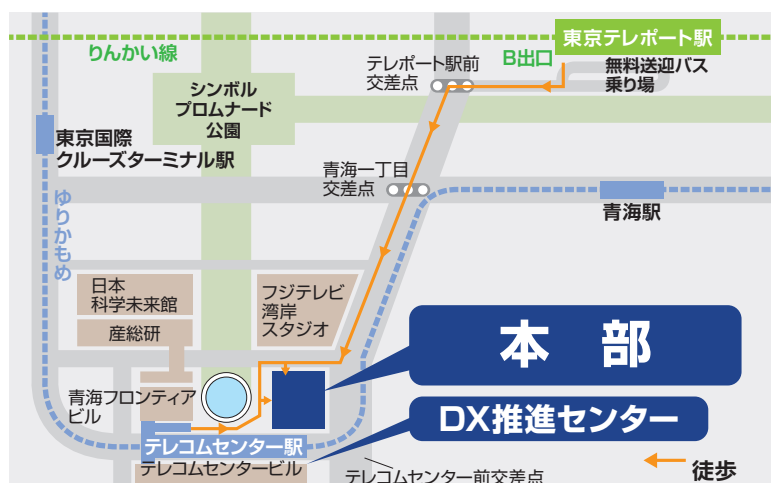 東京テレポート駅
りんかい線
テレポート駅前
交差点
B出口
無料送迎バス
乗り場
シンボル
プロムナード
公園
東京国際
クルーズターミナル駅
青海一丁目
交差点
青海駅
ゆりかもめ
日本
科学未来館
産総研
フジテレビ
湾岸
スタジオ
本部
青海フロンティア
ビル
DX推進センター
テレコムセンター駅
テレコムセンタービル
テレコムセンター前交差点
徒歩